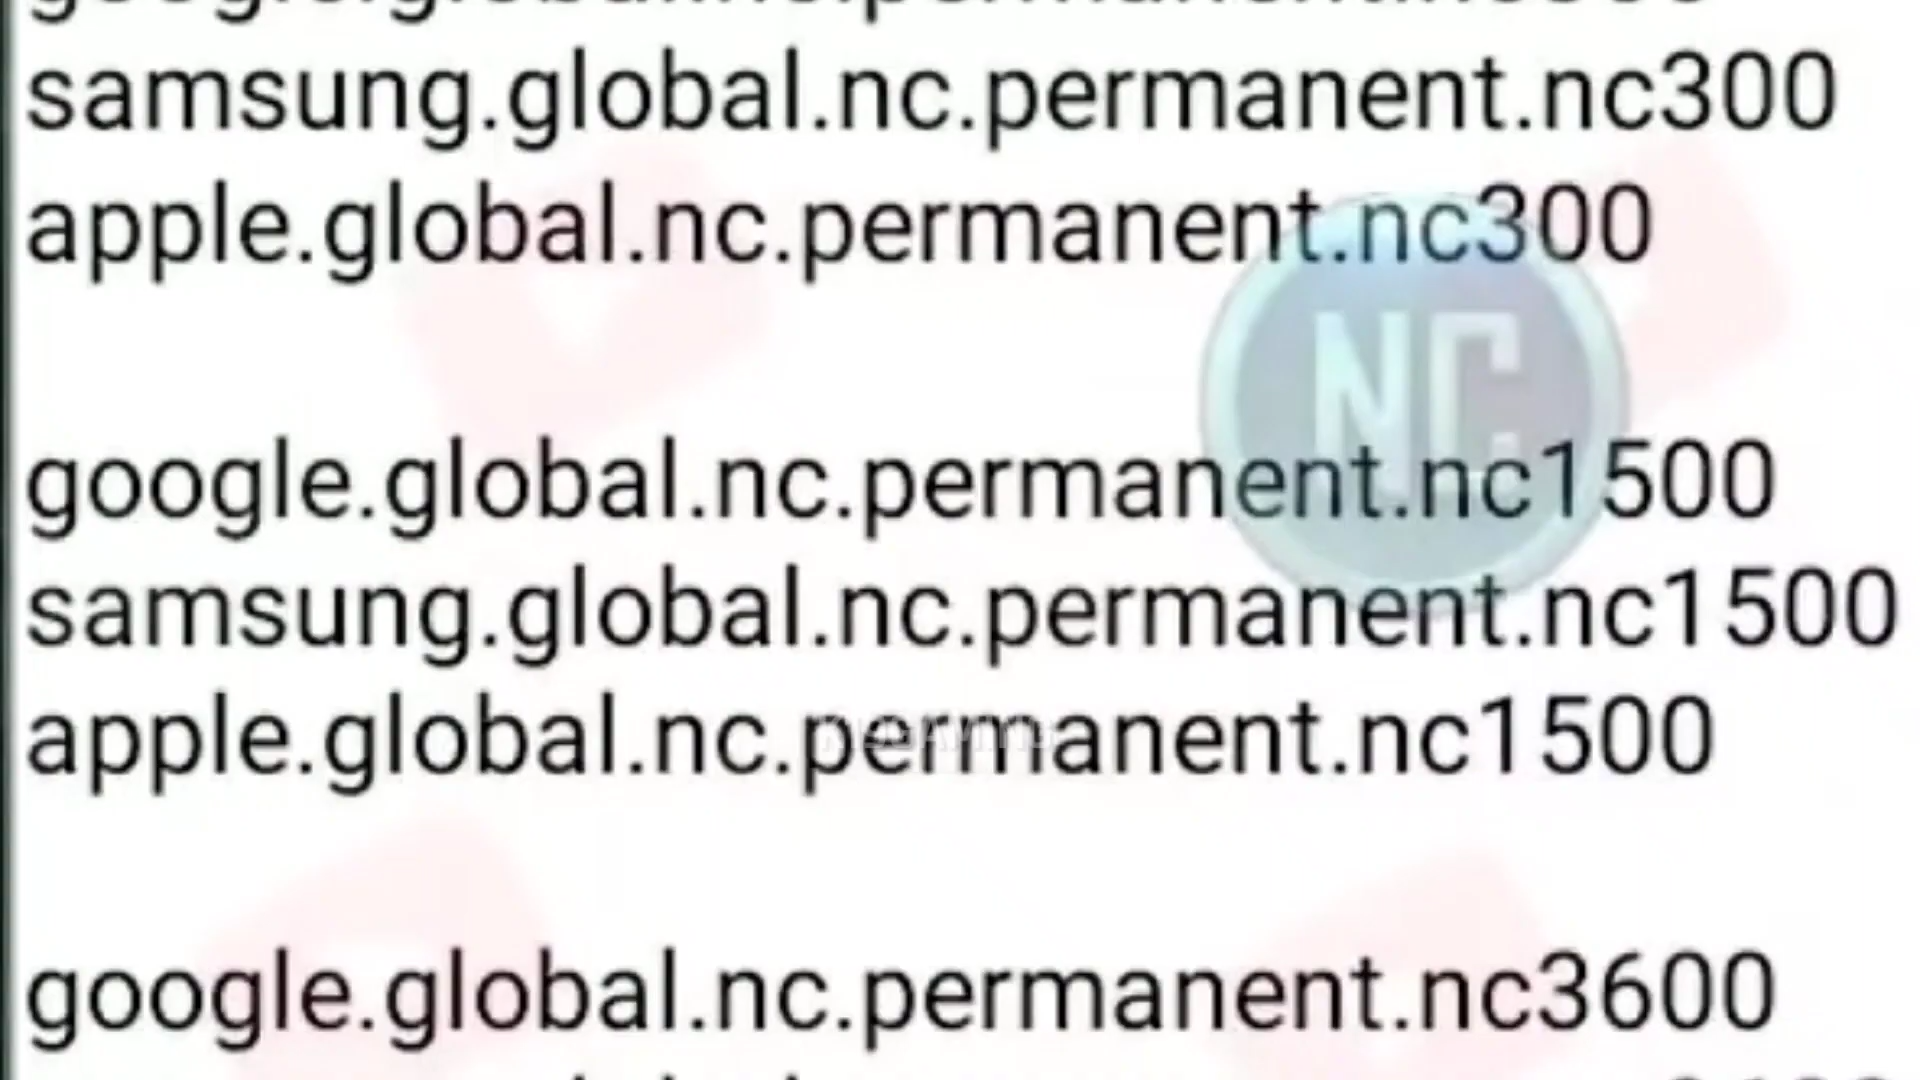 samsung.global.nc.permanent.nc300
apple.global.nc.permanent.nc300
NC
google.global.nc.permanent.nc1500
samsung.global.nc.permanent.nc1500
apple.global.nc.permanent.nc1500
google.global.nc.permanent.nc3600